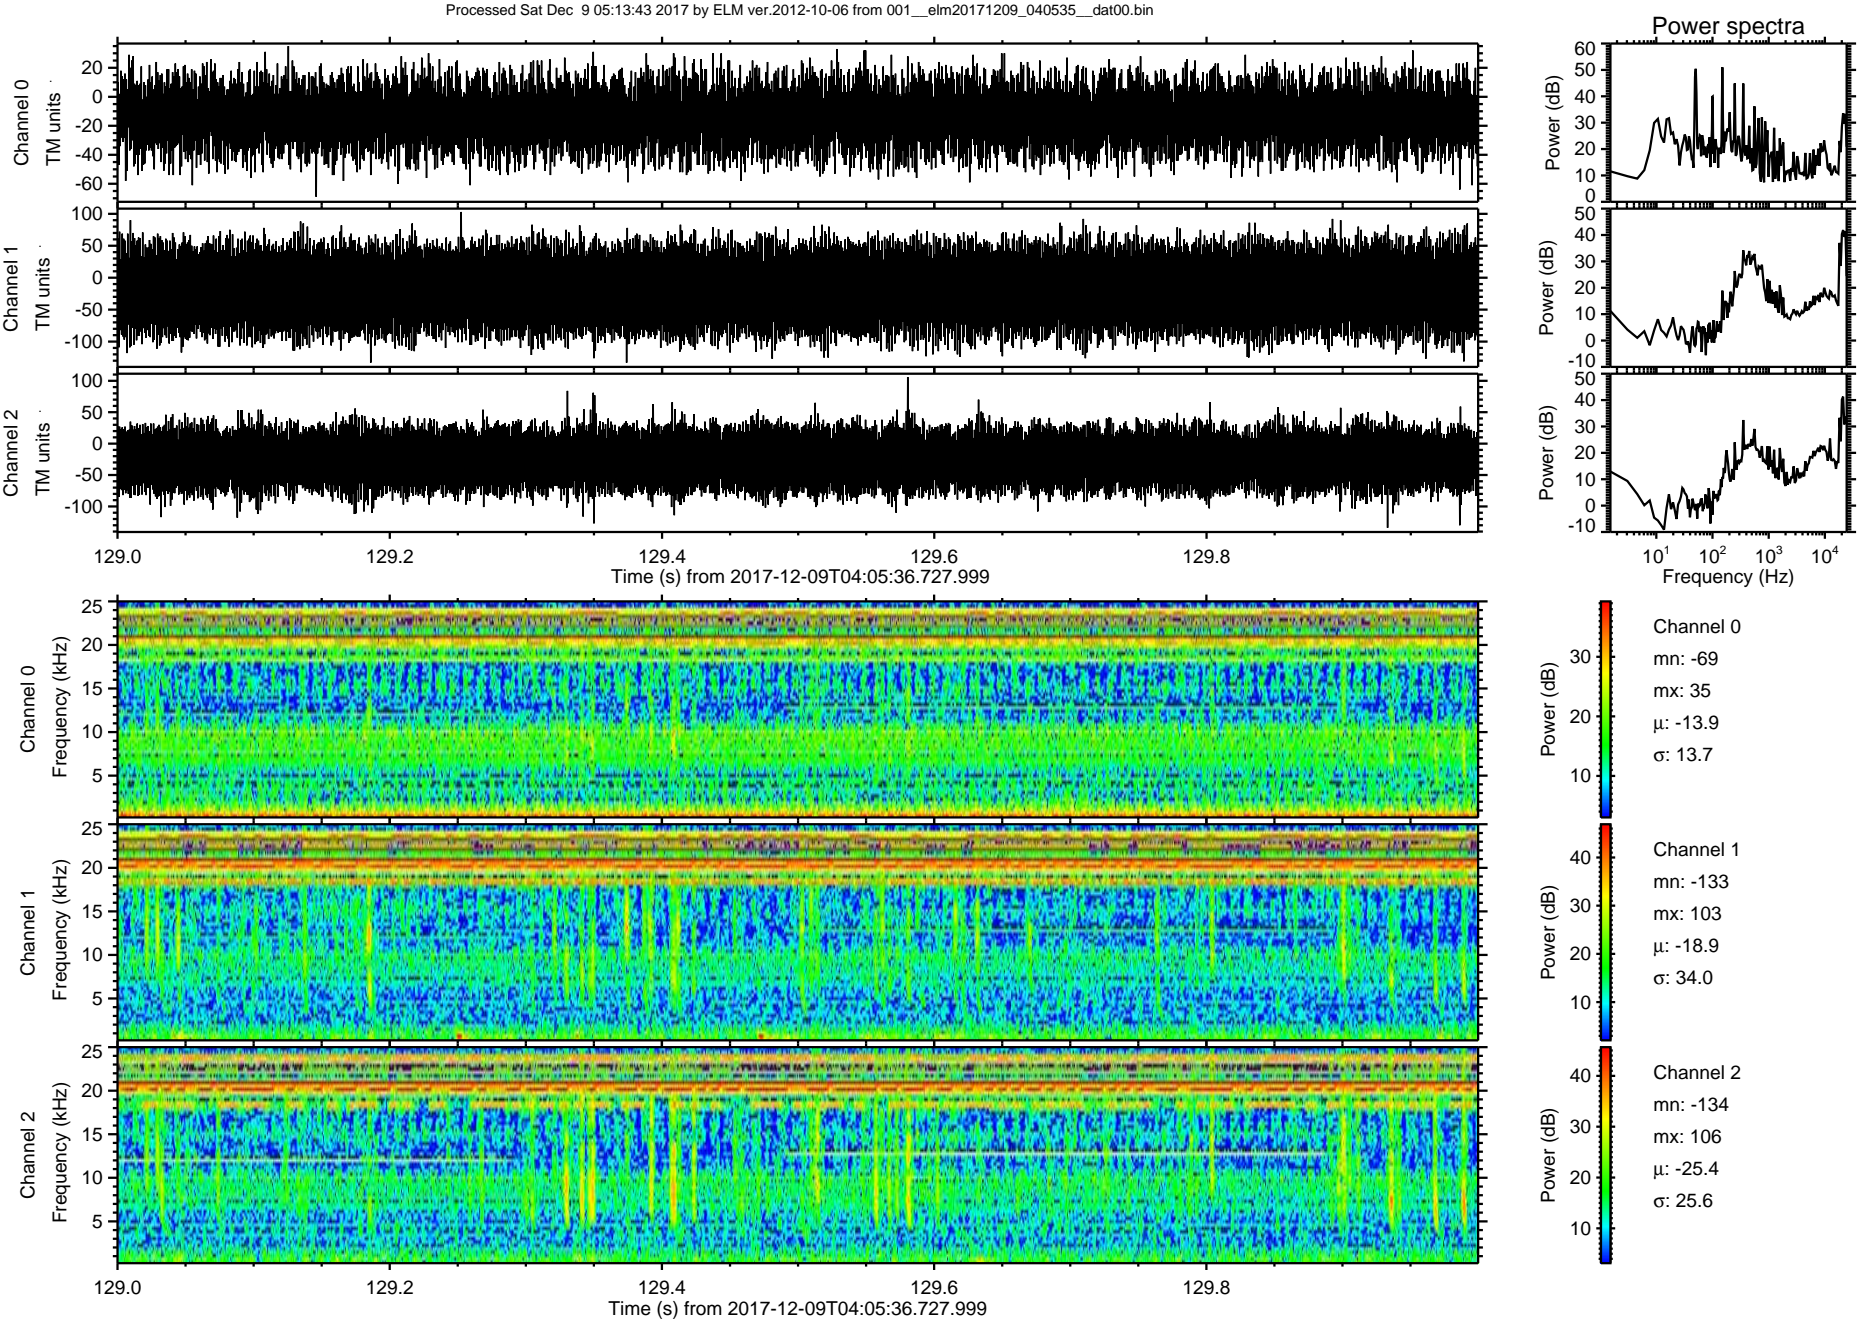 Processed Sat Dec  9 05:13:43 2017 by ELM ver.2012-10-06 from 001__elm20171209_040535__dat00.bin
Power spectra
Channel 0
TM units
20
0
-20
-40
-60
Power (dB)
60
50
40
30
20
10
0
Channel 1
TM units
100
50
0
-50
-100
Power (dB)
50
40
30
20
10
0
-10
Channel 2
TM units
100
50
0
-50
-100
Power (dB)
50
40
30
20
10
0
-10
129.0 129.2 129.4 129.6 129.8
Time (s) from 2017-12-09T04:05:36.727.999
10¹ 10² 10³ 10⁴
Frequency (Hz)
Channel 0
Frequency (kHz)
25
20
15
10
5
Power (dB)
30
20
10
Channel 0
mn: -69
mx: 35
μ: -13.9
σ: 13.7
Channel 1
Frequency (kHz)
25
20
15
10
5
Power (dB)
40
30
20
10
Channel 1
mn: -133
mx: 103
μ: -18.9
σ: 34.0
Channel 2
Frequency (kHz)
25
20
15
10
5
Power (dB)
40
30
20
10
Channel 2
mn: -134
mx: 106
μ: -25.4
σ: 25.6
129.0 129.2 129.4 129.6 129.8
Time (s) from 2017-12-09T04:05:36.727.999